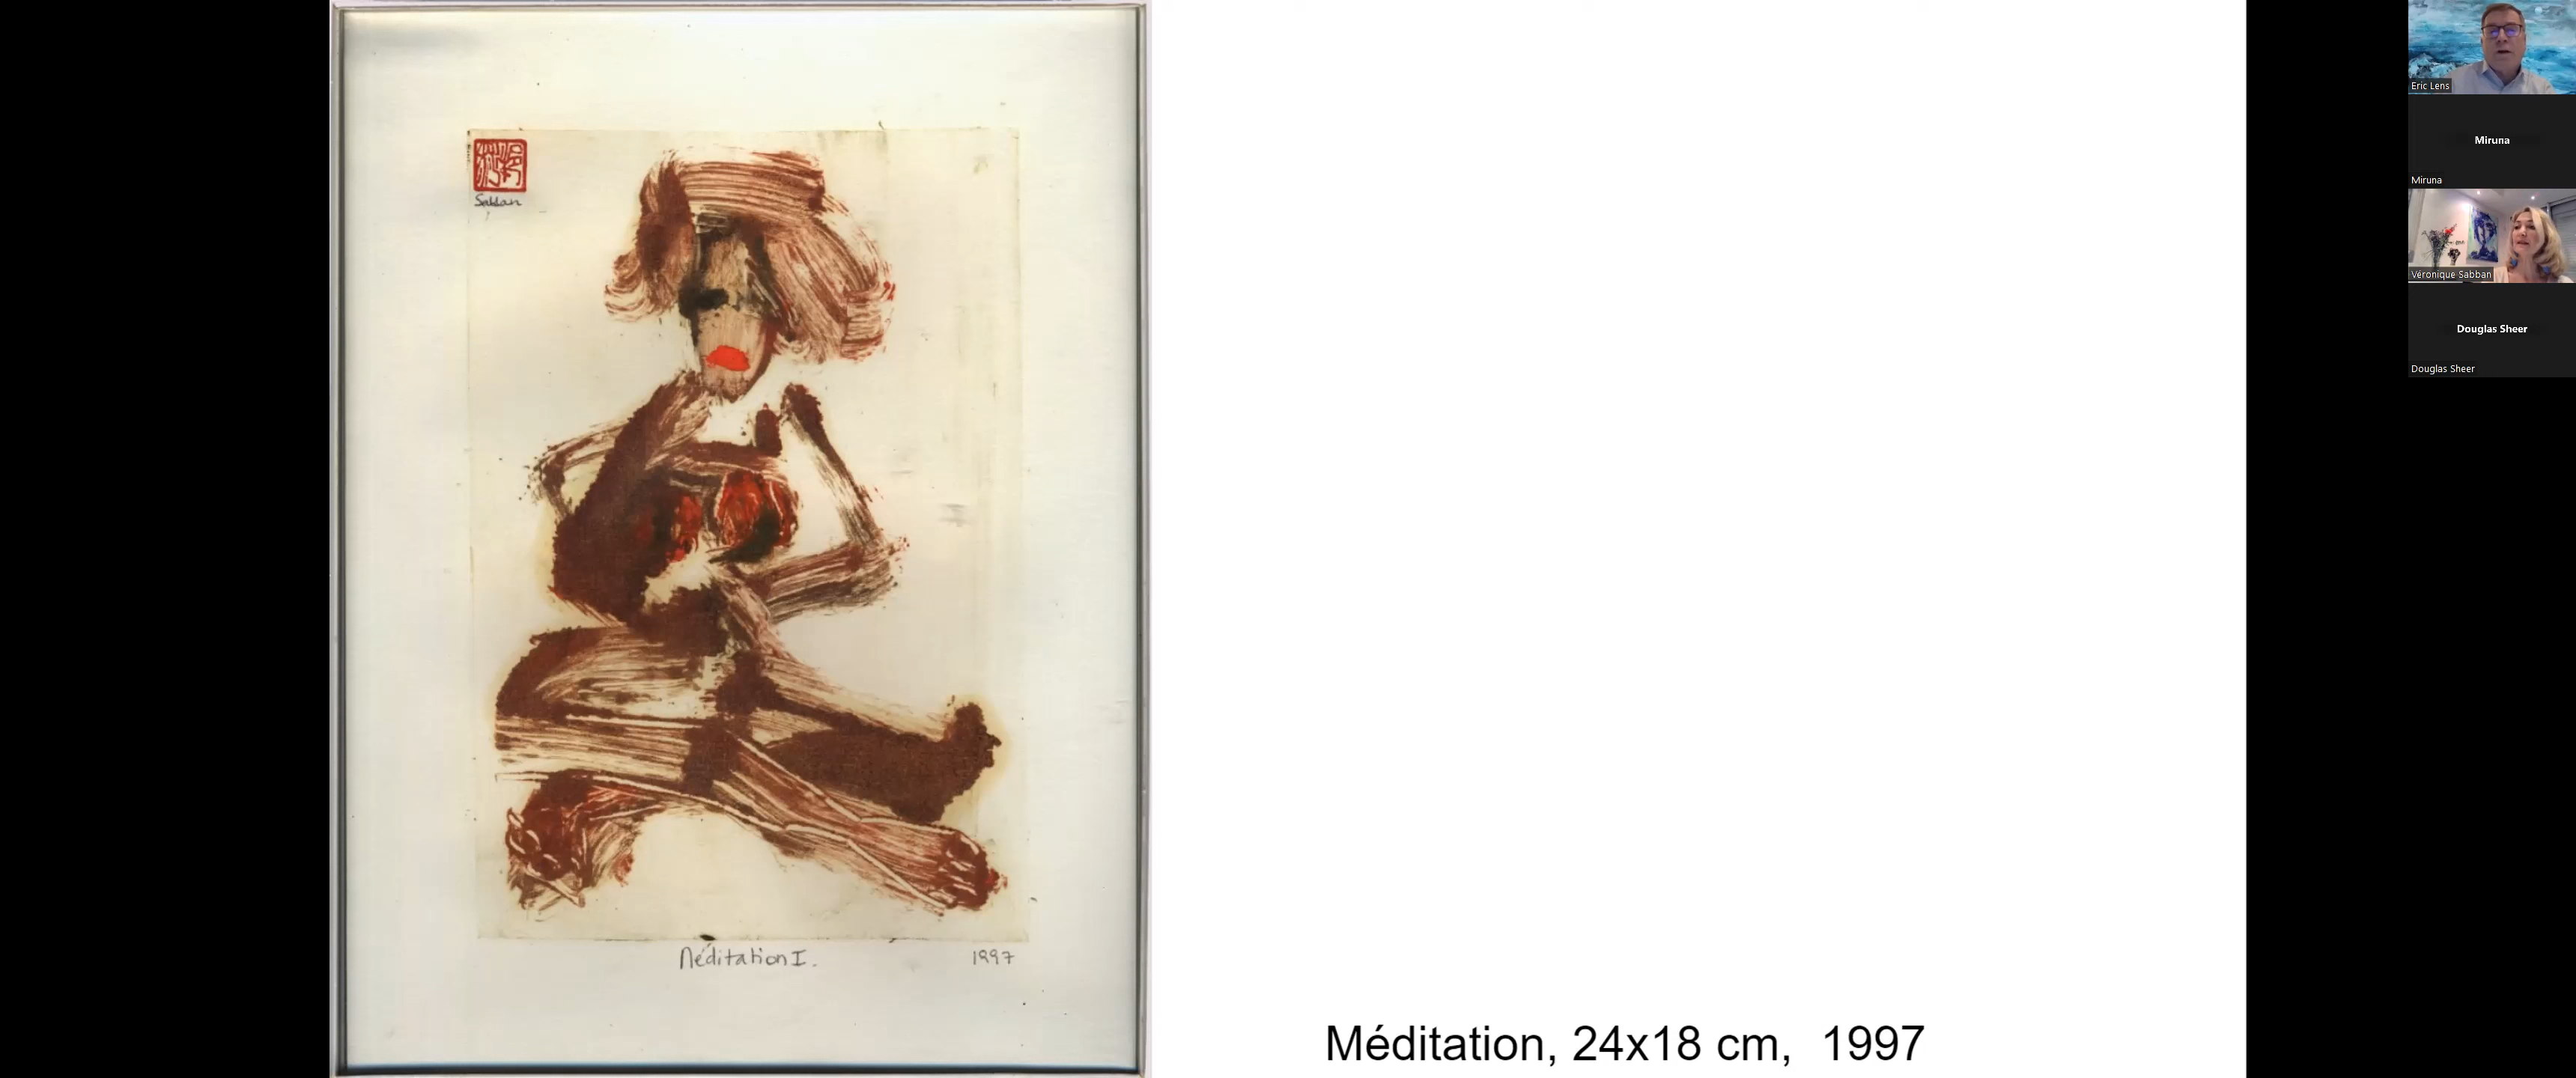 Sabban
Méditation I.
1997
Méditation, 24x18 cm, 1997
Eric Lens
Miruna
Miruna
Véronique Sabban
Douglas Sheer
Douglas Sheer